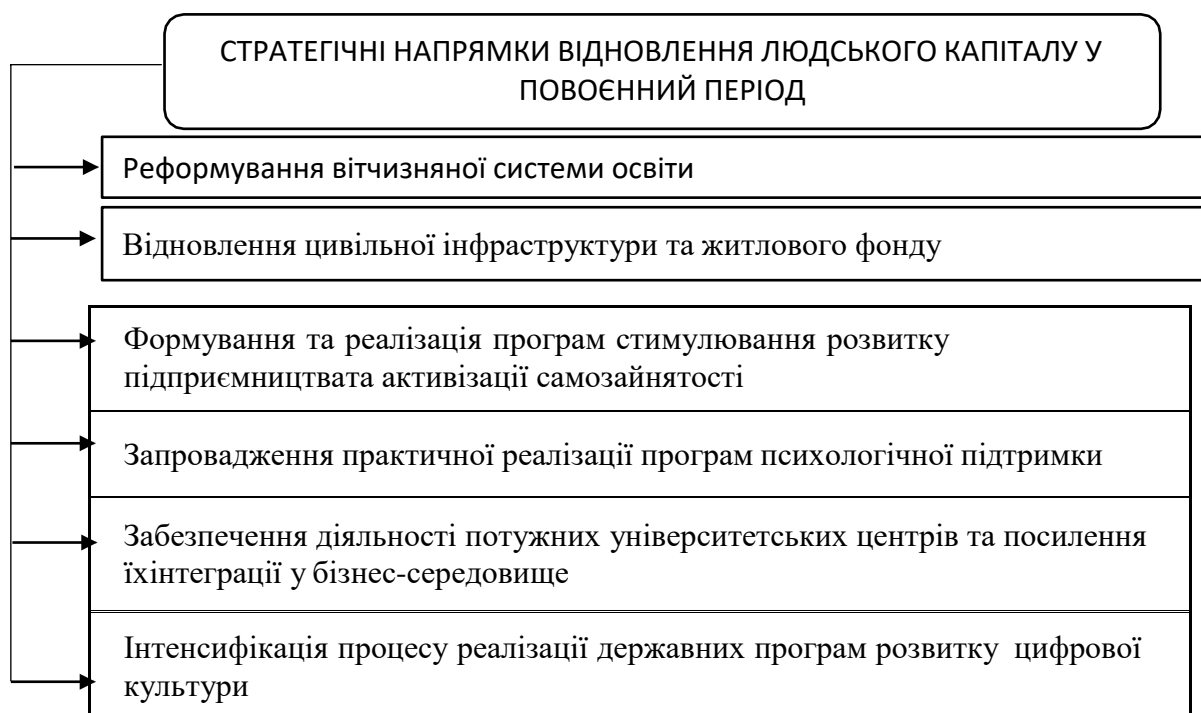 СТРАТЕГІЧНІ НАПРЯМКИ ВІДНОВЛЕННЯ ЛЮДСЬКОГО КАПІТАЛУ У
ПОВОЄННИЙ ПЕРІОД
Реформування вітчизняної системи освіти
Відновлення цивільної інфраструктури та житлового фонду
Формування та реалізація програм стимулювання розвитку
підприємництвата активізації самозайнятості
Запровадження практичної реалізації програм психологічної підтримки
Забезпечення діяльності потужних університетських центрів та посилення
їхінтеграції у бізнес-середовище
Інтенсифікація процесу реалізації державних програм розвитку цифрової
культури